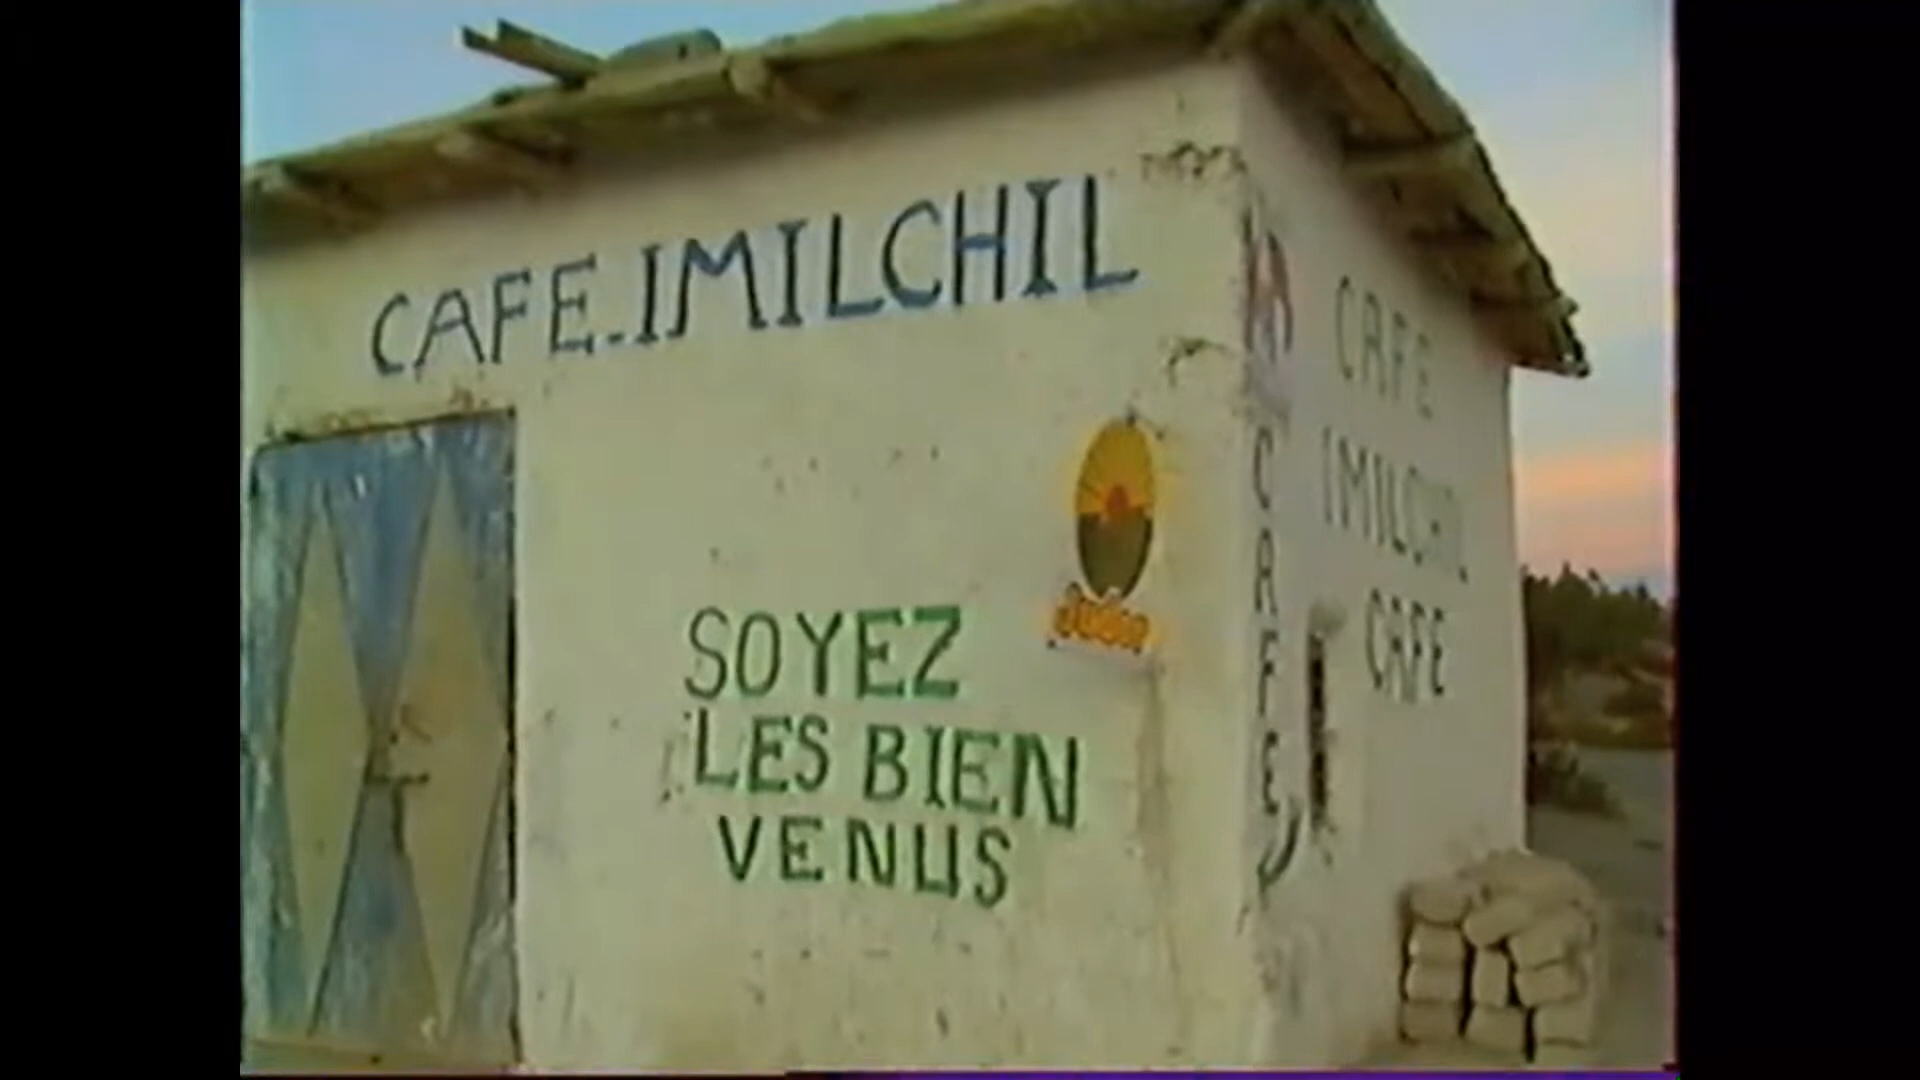 CAFE.IMILCHIL
SOYEZ
LES BIEN
VENUS
CAFE
CAFE
IMILCHIL
CAFE